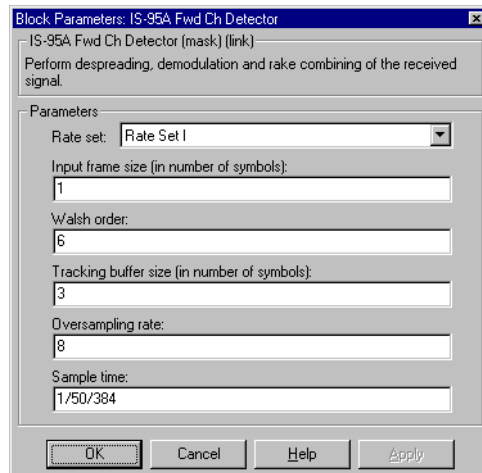 Block Parameters: IS-95A Fwd Ch Detector
IS-95A Fwd Ch Detector (mask) (link)
Perform despreading, demodulation and rake combining of the received
signal.
Parameters
Rate set: Rate Set I
Input frame size (in number of symbols):
1
Walsh order:
6
Tracking buffer size (in number of symbols):
3
Oversampling rate:
8
Sample time:
1/50/384
OK Cancel Help Apply